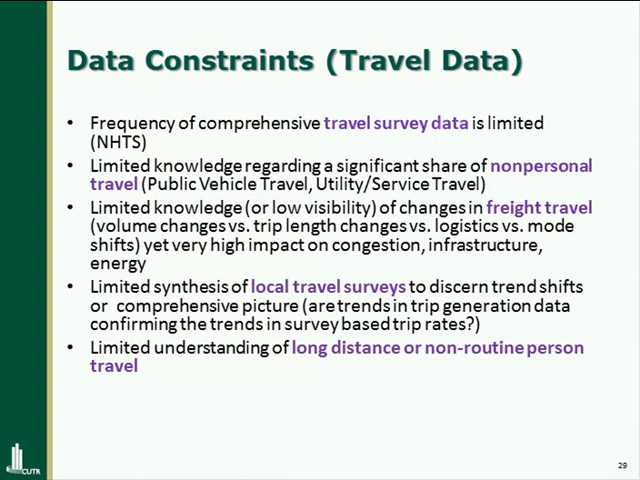 Data Constraints (Travel Data)
• Frequency of comprehensive travel survey data is limited
(NHTS)
• Limited knowledge regarding a significant share of nonpersonal
travel (Public Vehicle Travel, Utility/Service Travel)
• Limited knowledge (or low visibility) of changes in freight travel
(volume changes vs. trip length changes vs. logistics vs. mode
shifts) yet very high impact on congestion, infrastructure,
energy
• Limited synthesis of local travel surveys to discern trend shifts
or comprehensive picture (are trends in trip generation data
confirming the trends in survey based trip rates?)
• Limited understanding of long distance or non-routine person
travel
CUTR
29